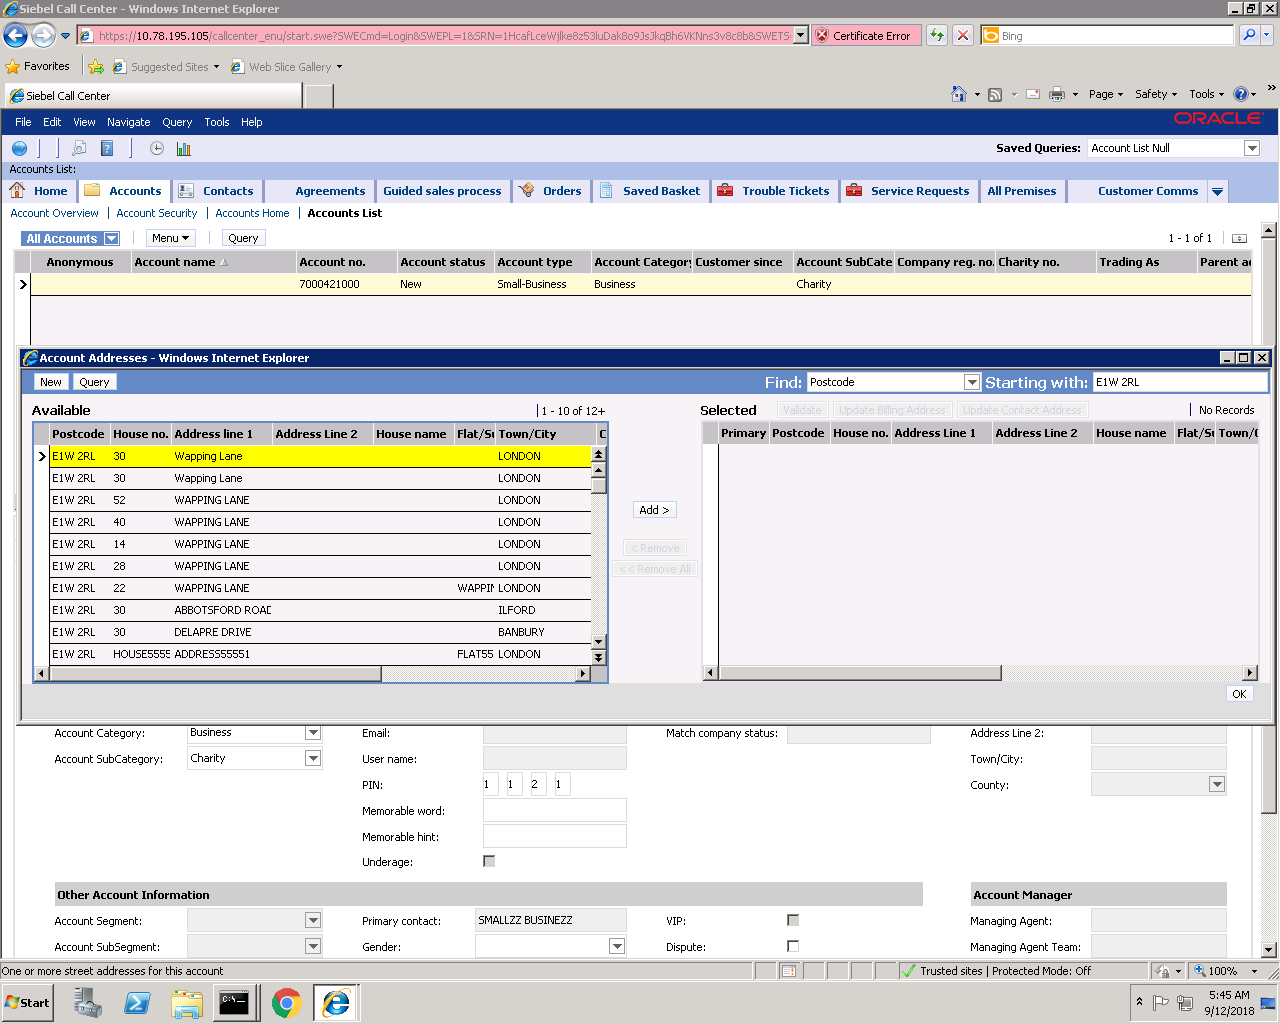 Siebel Call Center - Windows Internet Explorer
https://10.78.195.105/callcenter_enu/start.swe?SWECmd=Login&SWEPL=1&SRN=
Certificate Error
Bing
Favorites
Suggested Sites
Web Slice Gallery
Siebel Call Center
Page
Safety
Tools
File Edit View Navigate Query Tools Help
ORACLE
Saved Queries: Account List Null
Accounts List:
Home Accounts Contacts Agreements Guided sales process Orders Saved Basket Trouble Tickets Service Requests All Premises Customer Comms
Account Overview | Account Security | Accounts Home | Accounts List
All Accounts Menu Query 1 - 1 of 1
Anonymous Account name Account no. Account status Account type Account Category Customer since Account SubCate Company reg. no. Charity no. Trading As Parent ac
7000421000 New Small-Business Business Charity
Account Addresses - Windows Internet Explorer
New Query Find: Postcode Starting with: E1W 2RL
Available 1 - 10 of 12+ Selected Validate Update Billing Address Update Contact Address No Records
Postcode House no. Address line 1 Address Line 2 House name Flat/Su Town/City C Primary Postcode House no. Address Line 1 Address Line 2 House name Flat/Su Town/C
E1W 2RL 30 Wapping Lane LONDON
E1W 2RL 30 Wapping Lane LONDON
E1W 2RL 52 WAPPING LANE LONDON
E1W 2RL 40 WAPPING LANE LONDON
E1W 2RL 14 WAPPING LANE LONDON
E1W 2RL 28 WAPPING LANE LONDON
E1W 2RL 22 WAPPING LANE WAPPIN LONDON
E1W 2RL 30 ABBOTSFORD ROAD ILFORD
E1W 2RL 30 DELAPRE DRIVE BANBURY
E1W 2RL HOUSE5555 ADDRESS55551 FLAT55 LONDON
Add >
< Remove
<< Remove All
OK
Account Category: Business Email: Match company status: Address Line 2:
Account SubCategory: Charity User name: Town/City:
PIN: 1 1 2 1 County:
Memorable word:
Memorable hint:
Underage:
Other Account Information Account Manager
Account Segment: Primary contact: SMALLZZ BUSINEZZ VIP: Managing Agent:
Account SubSegment: Gender: Dispute: Managing Agent Team:
One or more street addresses for this account Trusted sites | Protected Mode: Off 100%
Start 5:45 AM
9/12/2018